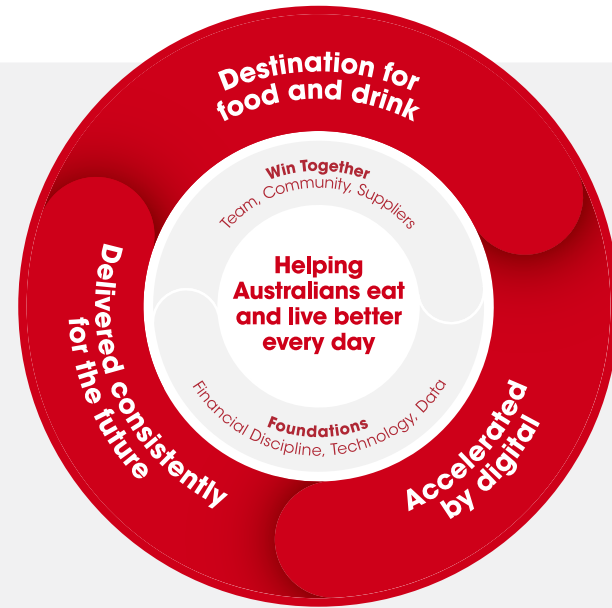 Destination for
food and drink
Win Together
Team, Community, Suppliers
Helping
Australians eat
and live better
every day
Foundations
Financial Discipline, Technology, Data
Delivered consistently
for the future
Accelerated
by digital